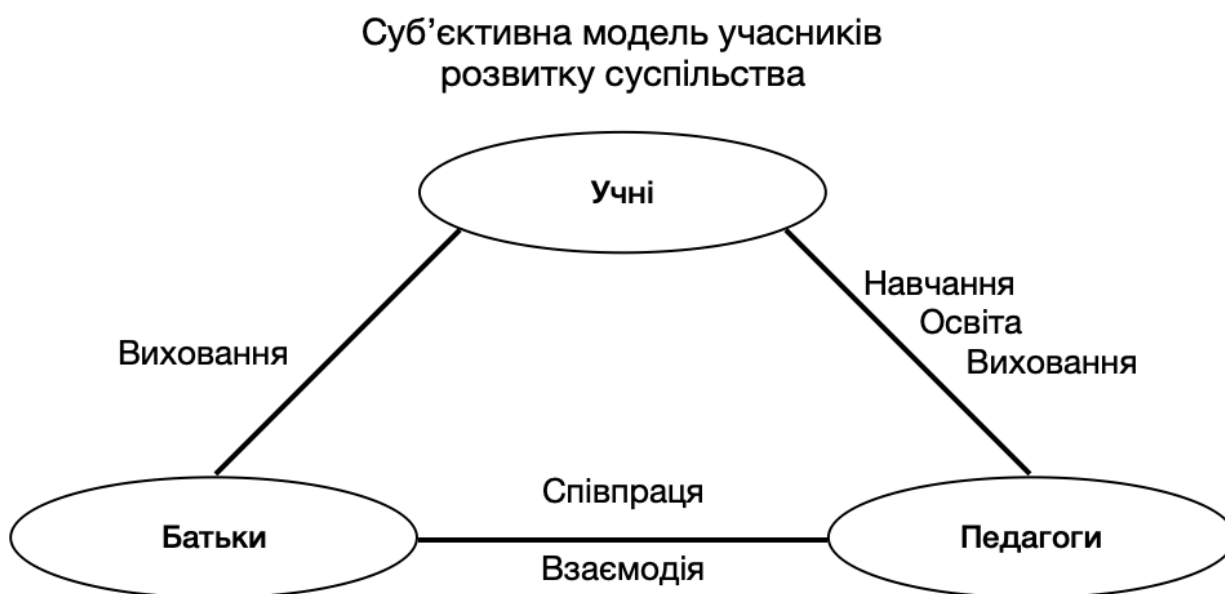 Суб’єктивна модель учасників
розвитку суспільства
Учні
Навчання
Освіта
Виховання
Виховання
Співпраця
Батьки
Педагоги
Взаємодія